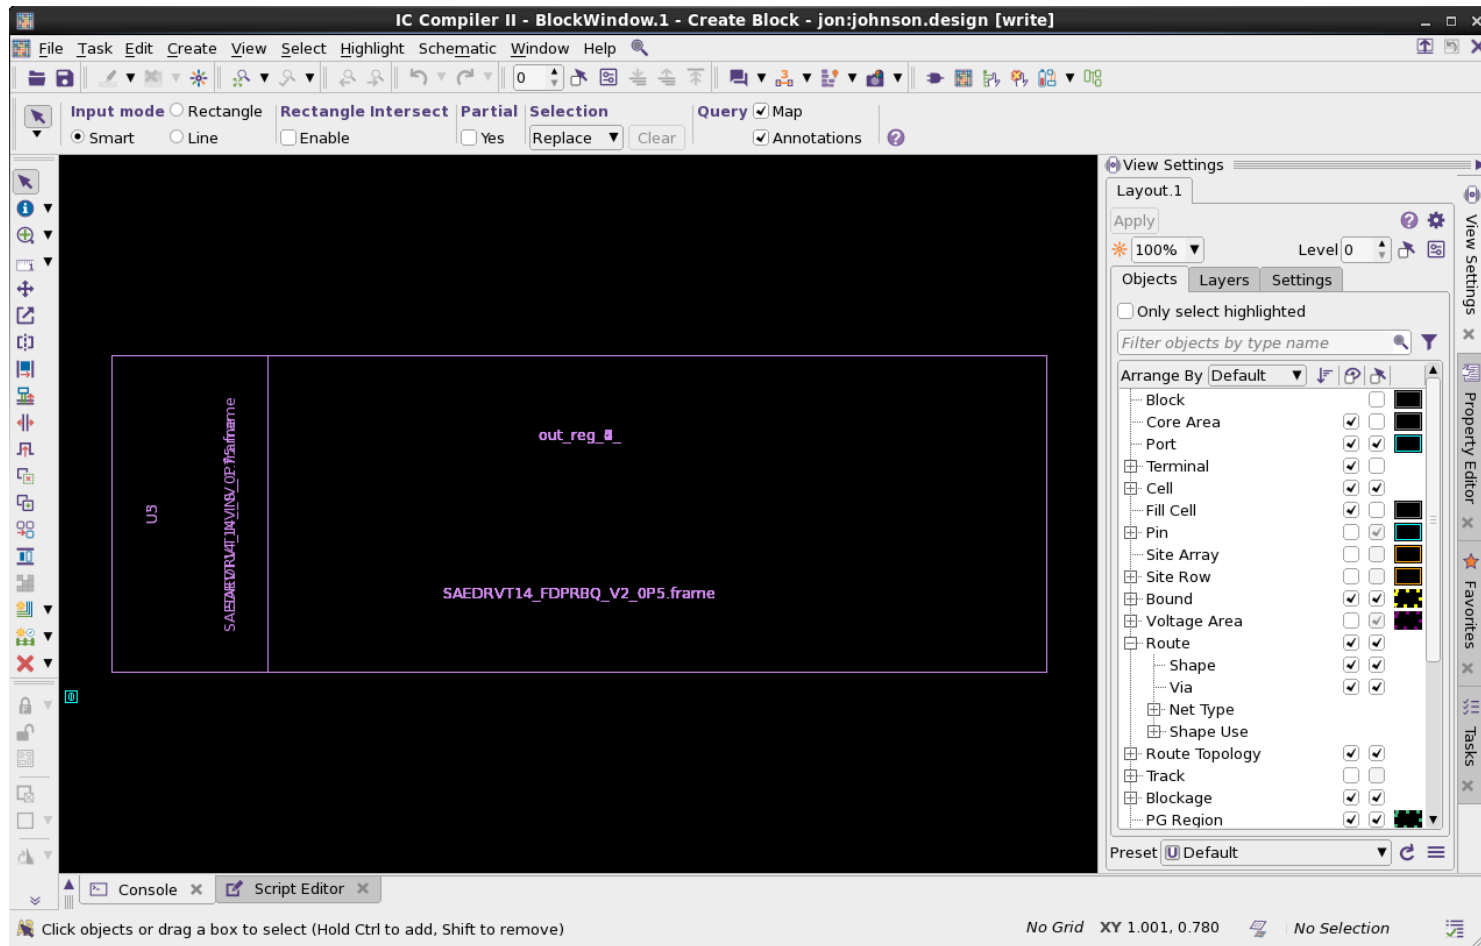 IC Compiler II - BlockWindow.1 - Create Block - jon:johnson.design [write]
File Task Edit Create View Select Highlight Schematic Window Help
0
Input mode Rectangle Rectangle Intersect Partial Selection Query Map
Smart Line Enable Yes Replace Clear Annotations
View Settings
Layout.1
Apply
100% Level 0
Objects Layers Settings
Only select highlighted
Filter objects by type name
Arrange By Default
Block
Core Area
Port
Terminal
Cell
Fill Cell
Pin
Site Array
Site Row
Bound
Voltage Area
Route
Shape
Via
Net Type
Shape Use
Route Topology
Track
Blockage
PG Region
Preset U Default
View Settings
Property Editor
Favorites
Tasks
out_reg_
SAEDRVT14_FDPRBQ_V2_0P5.frame
Console Script Editor
Click objects or drag a box to select (Hold Ctrl to add, Shift to remove) No Grid XY 1.001, 0.780 No Selection